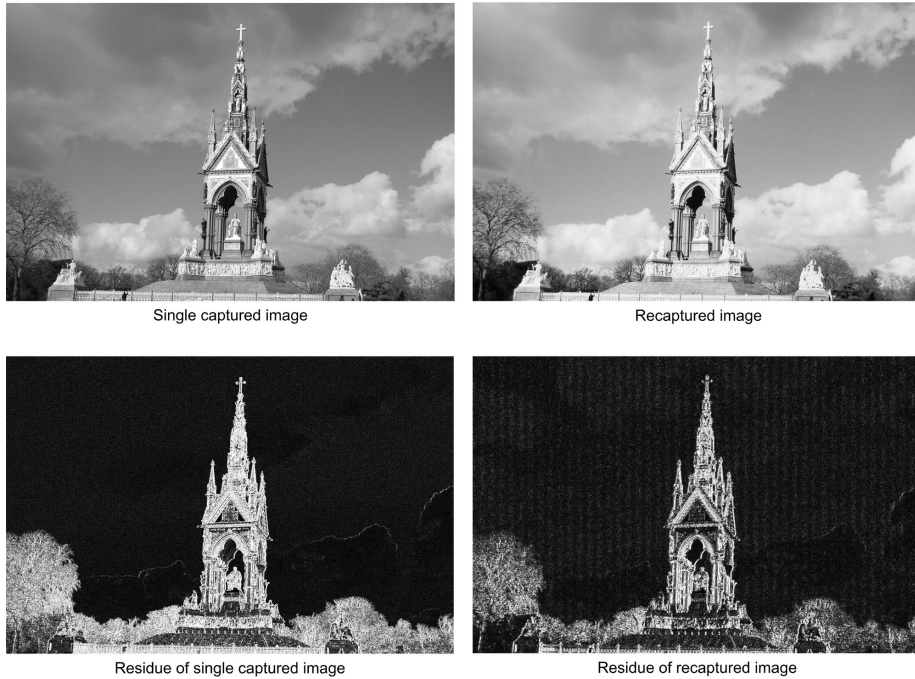 Single captured image
Recaptured image
Residue of single captured image
Residue of recaptured image